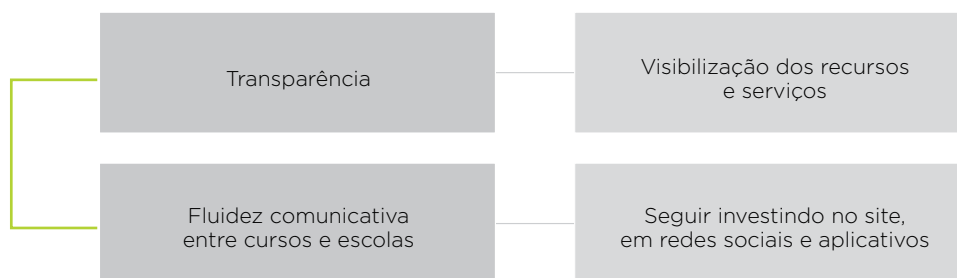 Transparência
Visibilização dos recursos
e serviços
Fluidez comunicativa
entre cursos e escolas
Seguir investindo no site,
em redes sociais e aplicativos